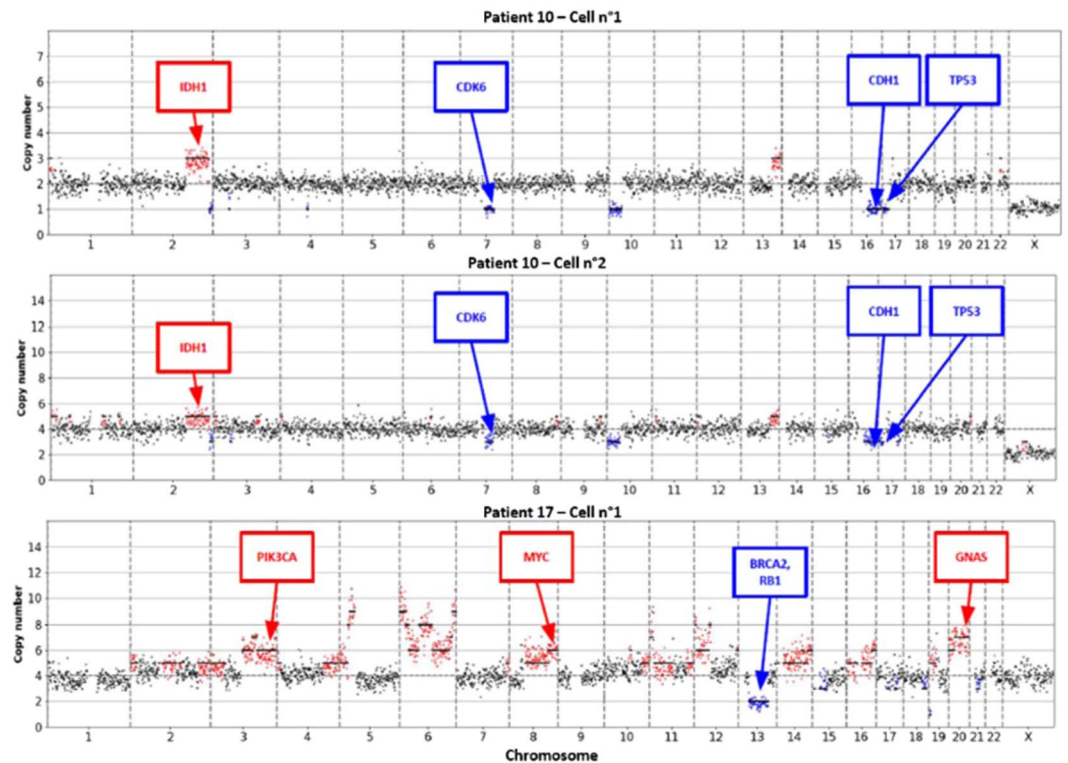 Patient 10 – Cell n°1
Copy number
7
6
5
4
3
2
1
0
IDH1
CDK6
CDH1
TP53
1 2 3 4 5 6 7 8 9 10 11 12 13 14 15 16 17 18 19 20 21 22 X
Patient 10 – Cell n°2
Copy number
14
12
10
8
6
4
2
0
IDH1
CDK6
CDH1
TP53
1 2 3 4 5 6 7 8 9 10 11 12 13 14 15 16 17 18 19 20 21 22 X
Patient 17 – Cell n°1
Copy number
14
12
10
8
6
4
2
0
PIK3CA
MYC
BRCA2,
RB1
GNAS
1 2 3 4 5 6 7 8 9 10 11 12 13 14 15 16 17 18 19 20 21 22 X
Chromosome